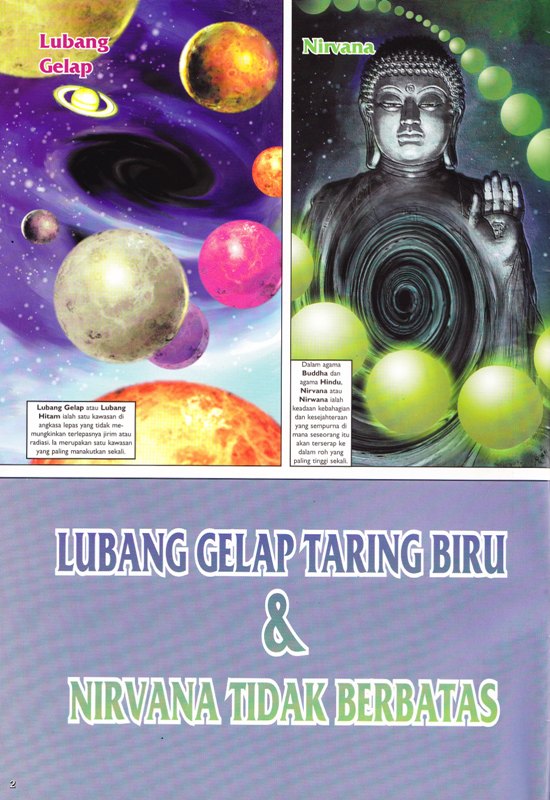 Lubang
Gelap
Nirvana
Lubang Gelap atau Lubang
Hitam ialah satu kawasan di
angkasa lepas yang tidak me-
mungkinkan terlepasnya jirim atau
radiasi. Ia merupakan satu kawasan
yang paling manakutkan sekali.
Dalam agama
Buddha dan
agama Hindu,
Nirvana atau
Nirwana ialah
keadaan kebahagian
dan kesejahteraan
yang sempurna di
mana seseorang itu
akan terserap ke
dalam roh yang
paling tinggi sekali.
LUBANG GELAP TARING BIRU
&
NIRVANA TIDAK BERBATAS
2